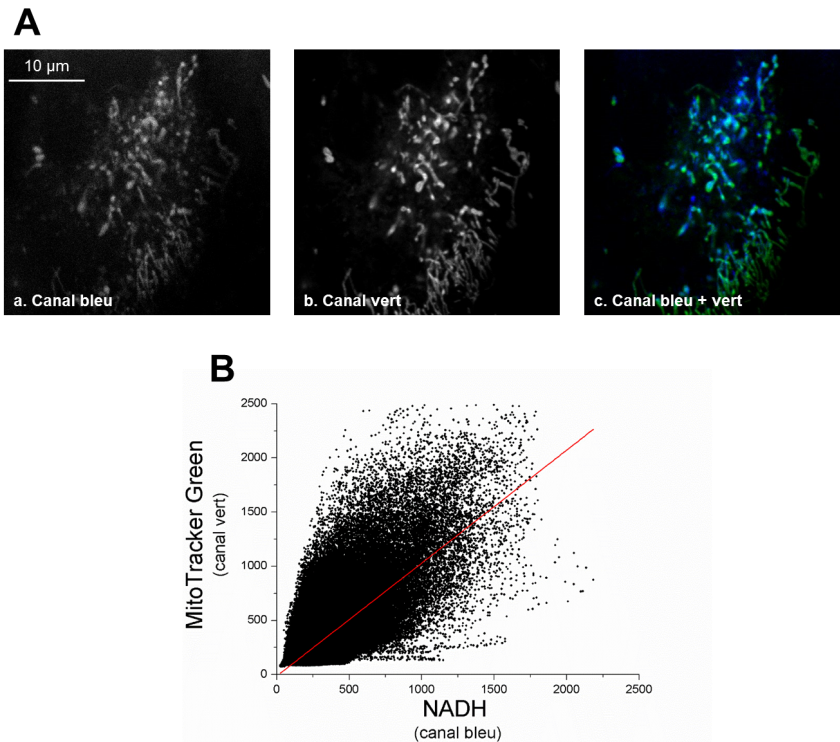 A
10 µm
a. Canal bleu
b. Canal vert
c. Canal bleu + vert
B
MitoTracker Green
(canal vert)
2500
2000
1500
1000
500
0
0 500 1000 1500 2000 2500
NADH
(canal bleu)